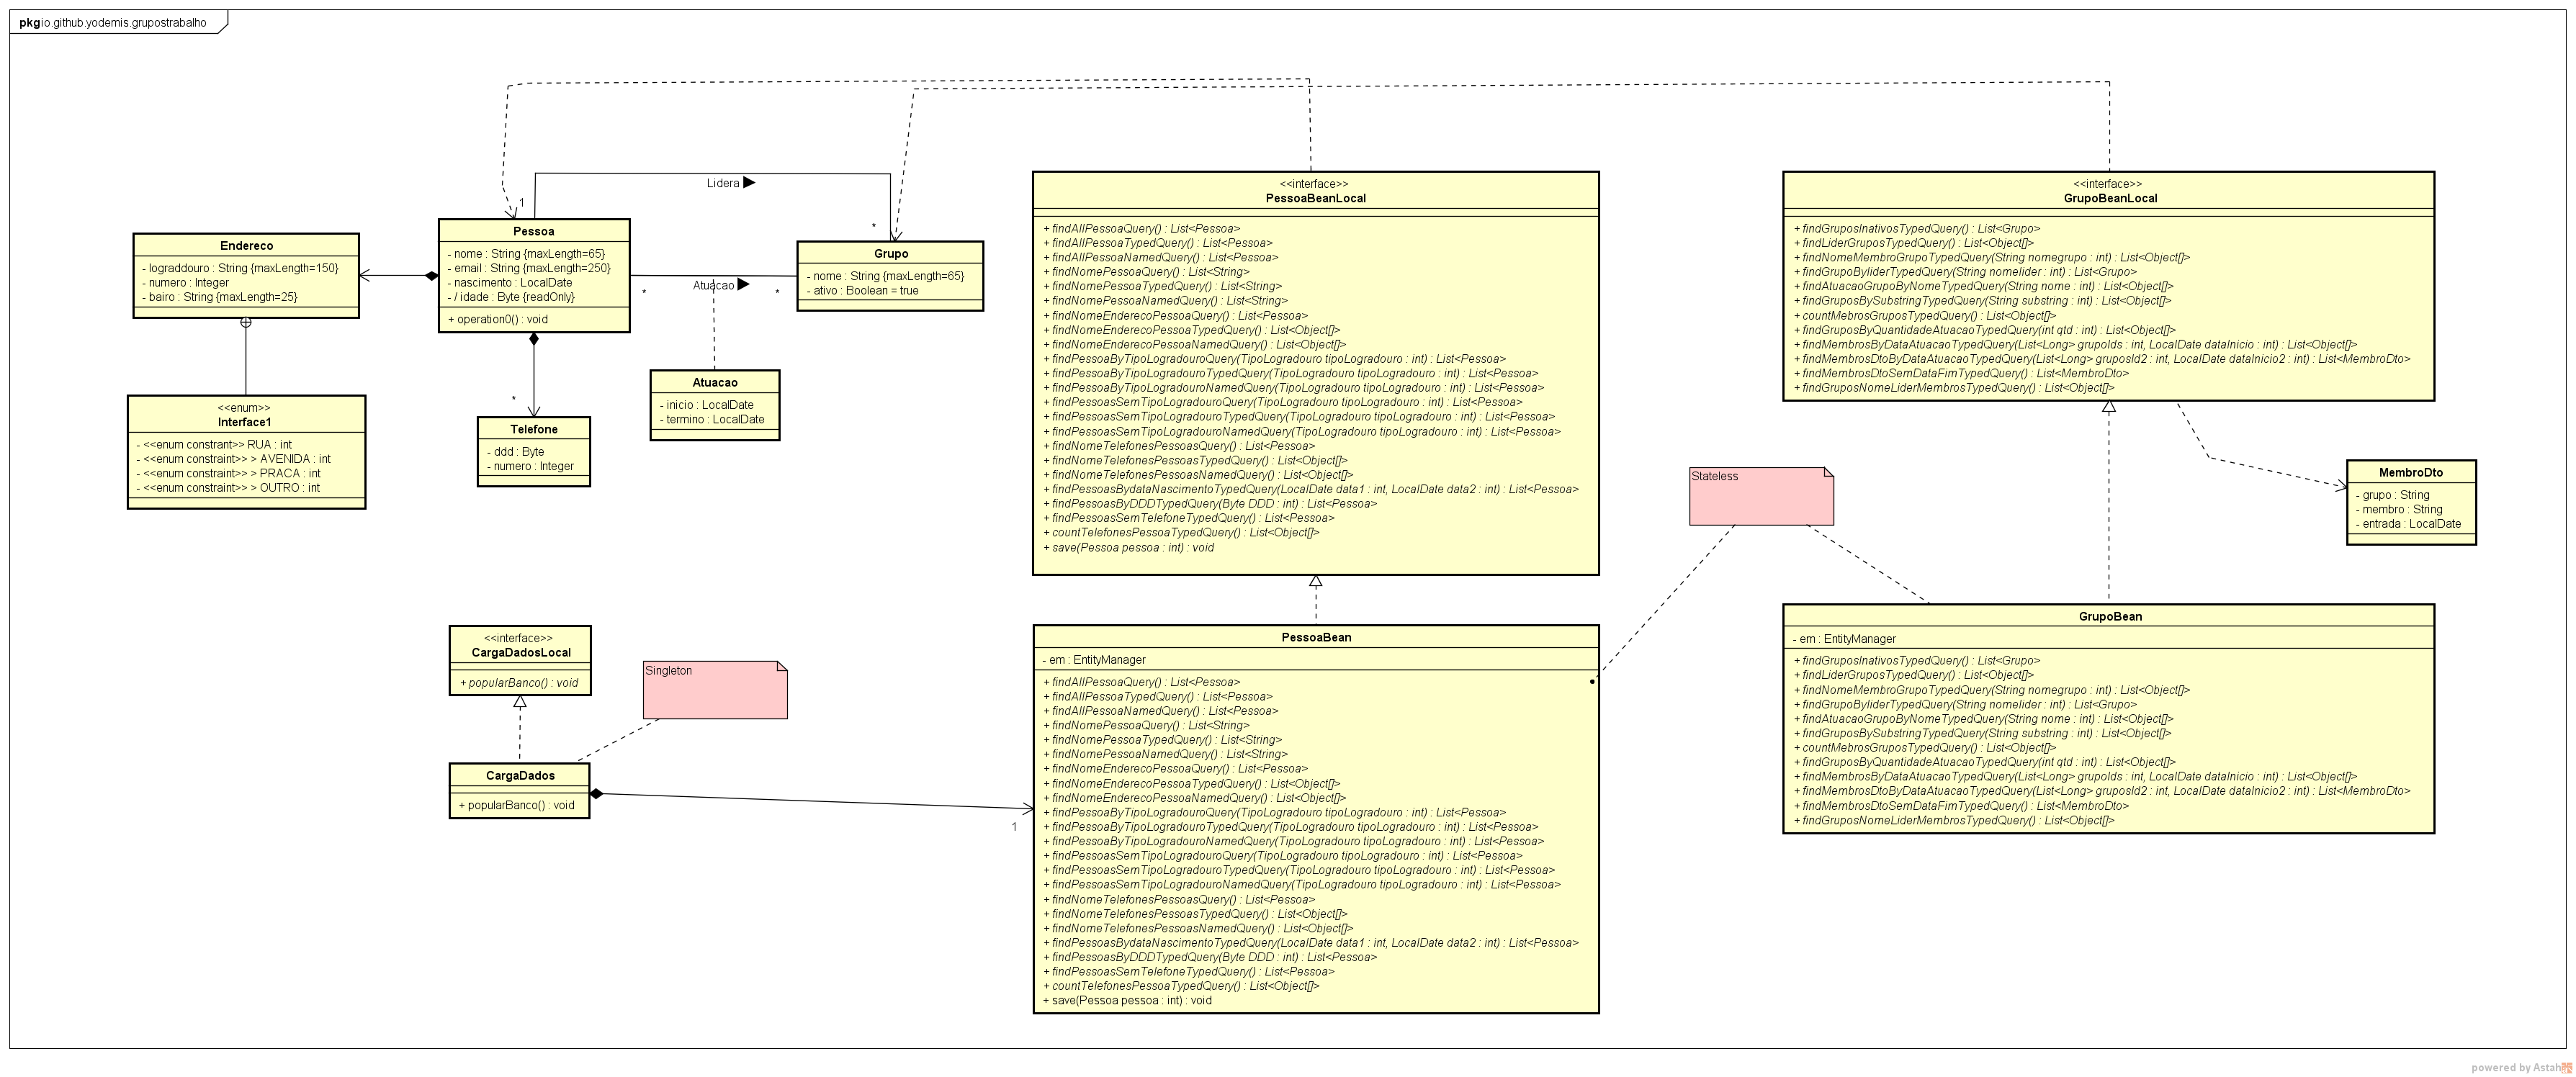 pkg io.github.yodemis.grupostrabalho
Lidera
1
*
Endereco
- lograddouro : String {maxLength=150}
- numero : Integer
- bairo : String {maxLength=25}
Pessoa
- nome : String {maxLength=65}
- email : String {maxLength=250}
- nascimento : LocalDate
- / idade : Byte {readOnly}
+ operation0() : void
Grupo
- nome : String {maxLength=65}
- ativo : Boolean = true
*
Atuacao
*
<<enum>>
Interface1
- <<enum constrant>> RUA : int
- <<enum constraint>> > AVENIDA : int
- <<enum constraint>> > PRACA : int
- <<enum constraint>> > OUTRO : int
*
Telefone
- ddd : Byte
- numero : Integer
Atuacao
- inicio : LocalDate
- termino : LocalDate
<<interface>>
PessoaBeanLocal
+ findAllPessoaQuery() : List<Pessoa>
+ findAllPessoaTypedQuery() : List<Pessoa>
+ findAllPessoaNamedQuery() : List<Pessoa>
+ findNomePessoaQuery() : List<String>
+ findNomePessoaTypedQuery() : List<String>
+ findNomePessoaNamedQuery() : List<String>
+ findNomeEnderecoPessoaQuery() : List<Pessoa>
+ findNomeEnderecoPessoaTypedQuery() : List<Object[]>
+ findNomeEnderecoPessoaNamedQuery() : List<Object[]>
+ findPessoaByTipoLogradouroQuery(TipoLogradouro tipoLogradouro : int) : List<Pessoa>
+ findPessoaByTipoLogradouroTypedQuery(TipoLogradouro tipoLogradouro : int) : List<Pessoa>
+ findPessoaByTipoLogradouroNamedQuery(TipoLogradouro tipoLogradouro : int) : List<Pessoa>
+ findPessoasSemTipoLogradouroQuery(TipoLogradouro tipoLogradouro : int) : List<Pessoa>
+ findPessoasSemTipoLogradouroTypedQuery(TipoLogradouro tipoLogradouro : int) : List<Pessoa>
+ findPessoasSemTipoLogradouroNamedQuery(TipoLogradouro tipoLogradouro : int) : List<Pessoa>
+ findNomeTelefonesPessoasQuery() : List<Pessoa>
+ findNomeTelefonesPessoasTypedQuery() : List<Object[]>
+ findNomeTelefonesPessoasNamedQuery() : List<Object[]>
+ findPessoasBydataNascimentoTypedQuery(LocalDate data1 : int, LocalDate data2 : int) : List<Pessoa>
+ findPessoasByDDDTypedQuery(Byte DDD : int) : List<Pessoa>
+ findPessoasSemTelefoneTypedQuery() : List<Pessoa>
+ countTelefonesPessoaTypedQuery() : List<Object[]>
+ save(Pessoa pessoa : int) : void
<<interface>>
GrupoBeanLocal
+ findGruposInativosTypedQuery() : List<Grupo>
+ findLiderGruposTypedQuery() : List<Object[]>
+ findNomeMembroGrupoTypedQuery(String nomegrupo : int) : List<Object[]>
+ findGrupoByliderTypedQuery(String nomelider : int) : List<Grupo>
+ findAtuacaoGrupoByNomeTypedQuery(String nome : int) : List<Object[]>
+ findGruposBySubstringTypedQuery(String substring : int) : List<Object[]>
+ countMebrosGruposTypedQuery() : List<Object[]>
+ findGruposByQuantidadeAtuacaoTypedQuery(int qtd : int) : List<Object[]>
+ findMembrosByDataAtuacaoTypedQuery(List<Long> grupoIds : int, LocalDate dataInicio : int) : List<Object[]>
+ findMembrosDtoByDataAtuacaoTypedQuery(List<Long> gruposId2 : int, LocalDate dataInicio2 : int) : List<MembroDto>
+ findMembrosDtoSemDataFimTypedQuery() : List<MembroDto>
+ findGruposNomeLiderMembrosTypedQuery() : List<Object[]>
Stateless
MembroDto
- grupo : String
- membro : String
- entrada : LocalDate
<<interface>>
CargaDadosLocal
+ popularBanco() : void
Singleton
CargaDados
+ popularBanco() : void
1
PessoaBean
- em : EntityManager
+ findAllPessoaQuery() : List<Pessoa>
+ findAllPessoaTypedQuery() : List<Pessoa>
+ findAllPessoaNamedQuery() : List<Pessoa>
+ findNomePessoaQuery() : List<String>
+ findNomePessoaTypedQuery() : List<String>
+ findNomePessoaNamedQuery() : List<String>
+ findNomeEnderecoPessoaQuery() : List<Pessoa>
+ findNomeEnderecoPessoaTypedQuery() : List<Object[]>
+ findNomeEnderecoPessoaNamedQuery() : List<Object[]>
+ findPessoaByTipoLogradouroQuery(TipoLogradouro tipoLogradouro : int) : List<Pessoa>
+ findPessoaByTipoLogradouroTypedQuery(TipoLogradouro tipoLogradouro : int) : List<Pessoa>
+ findPessoaByTipoLogradouroNamedQuery(TipoLogradouro tipoLogradouro : int) : List<Pessoa>
+ findPessoasSemTipoLogradouroQuery(TipoLogradouro tipoLogradouro : int) : List<Pessoa>
+ findPessoasSemTipoLogradouroTypedQuery(TipoLogradouro tipoLogradouro : int) : List<Pessoa>
+ findPessoasSemTipoLogradouroNamedQuery(TipoLogradouro tipoLogradouro : int) : List<Pessoa>
+ findNomeTelefonesPessoasQuery() : List<Pessoa>
+ findNomeTelefonesPessoasTypedQuery() : List<Object[]>
+ findNomeTelefonesPessoasNamedQuery() : List<Object[]>
+ findPessoasBydataNascimentoTypedQuery(LocalDate data1 : int, LocalDate data2 : int) : List<Pessoa>
+ findPessoasByDDDTypedQuery(Byte DDD : int) : List<Pessoa>
+ findPessoasSemTelefoneTypedQuery() : List<Pessoa>
+ countTelefonesPessoaTypedQuery() : List<Object[]>
+ save(Pessoa pessoa : int) : void
GrupoBean
- em : EntityManager
+ findGruposInativosTypedQuery() : List<Grupo>
+ findLiderGruposTypedQuery() : List<Object[]>
+ findNomeMembroGrupoTypedQuery(String nomegrupo : int) : List<Object[]>
+ findGrupoByliderTypedQuery(String nomelider : int) : List<Grupo>
+ findAtuacaoGrupoByNomeTypedQuery(String nome : int) : List<Object[]>
+ findGruposBySubstringTypedQuery(String substring : int) : List<Object[]>
+ countMebrosGruposTypedQuery() : List<Object[]>
+ findGruposByQuantidadeAtuacaoTypedQuery(int qtd : int) : List<Object[]>
+ findMembrosByDataAtuacaoTypedQuery(List<Long> grupoIds : int, LocalDate dataInicio : int) : List<Object[]>
+ findMembrosDtoByDataAtuacaoTypedQuery(List<Long> gruposId2 : int, LocalDate dataInicio2 : int) : List<MembroDto>
+ findMembrosDtoSemDataFimTypedQuery() : List<MembroDto>
+ findGruposNomeLiderMembrosTypedQuery() : List<Object[]>
powered by Astah